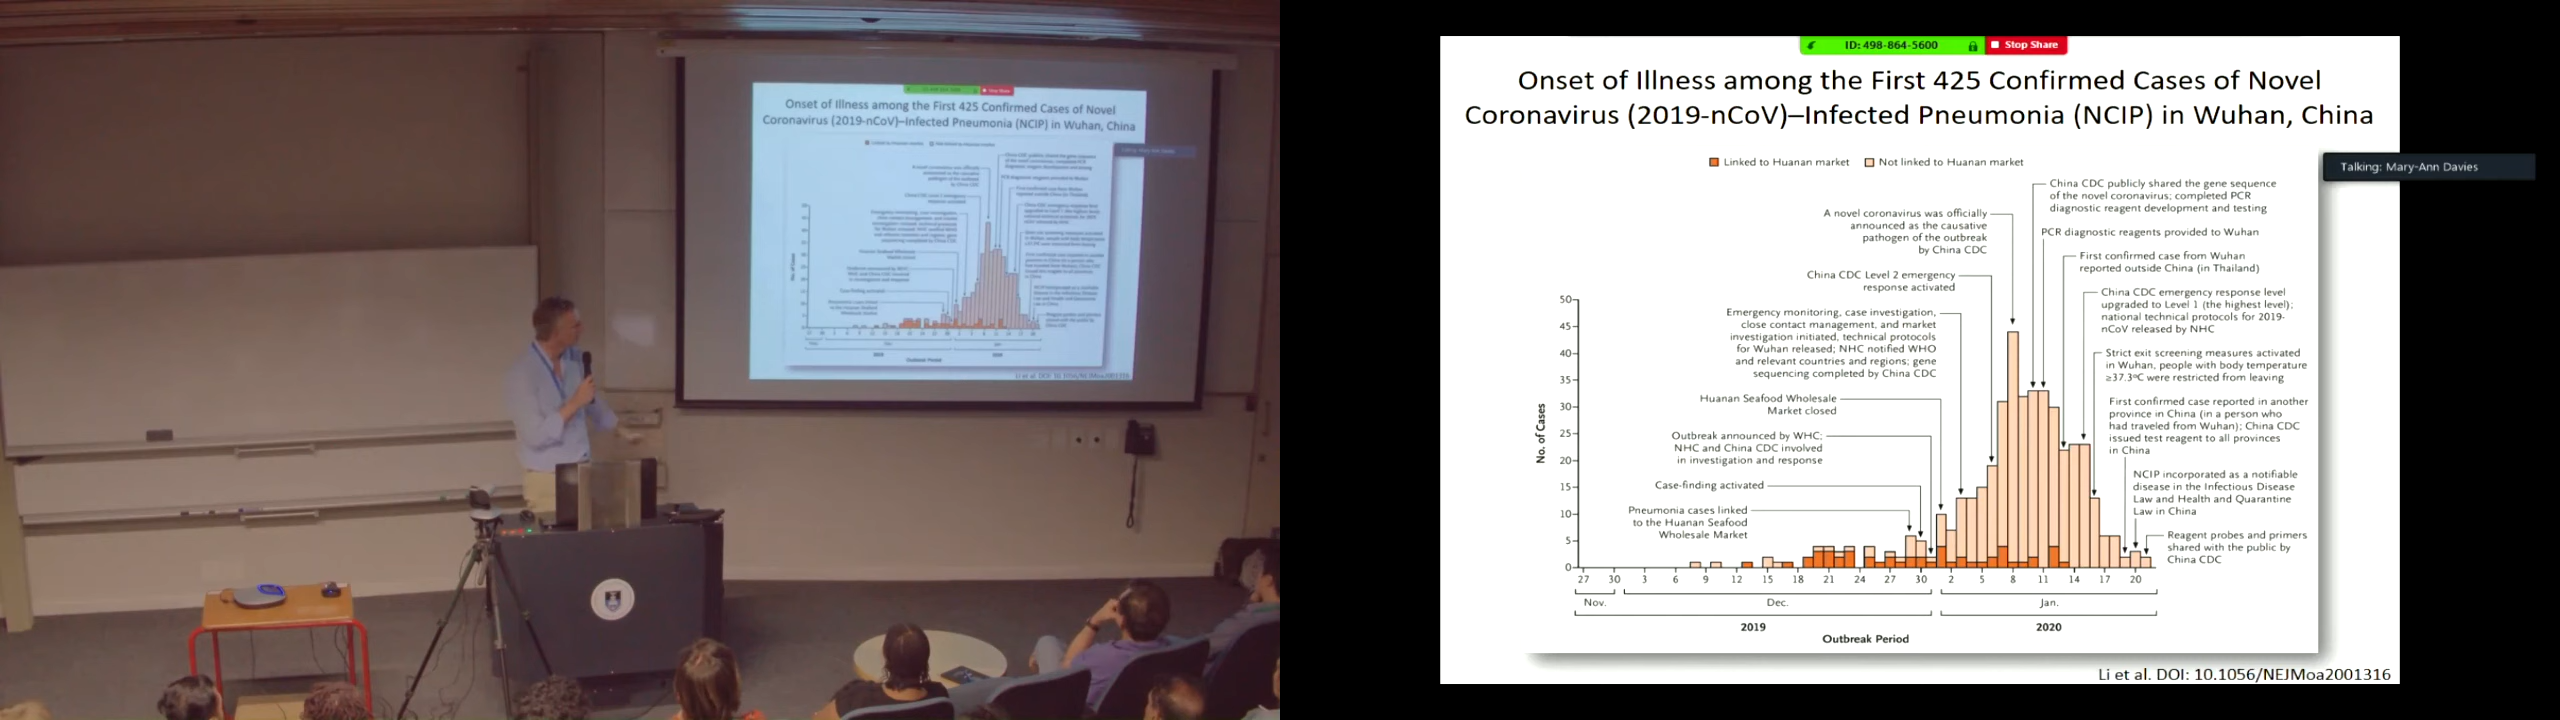 ID: 498-864-5600
Stop Share
Onset of Illness among the First 425 Confirmed Cases of Novel
Coronavirus (2019-nCoV)–Infected Pneumonia (NCIP) in Wuhan, China
Onset of Illness among the First 425 Confirmed Cases of Novel
Coronavirus (2019-nCoV)–Infected Pneumonia (NCIP) in Wuhan, China
Talking: Mary-Ann Davies
Linked to Huanan market
Not linked to Huanan market
China CDC publicly shared the gene sequence
of the novel coronavirus; completed PCR
diagnostic reagent development and testing
A novel coronavirus was officially
announced as the causative
pathogen of the outbreak
by China CDC
PCR diagnostic reagents provided to Wuhan
First confirmed case from Wuhan
reported outside China (in Thailand)
China CDC Level 2 emergency
response activated
China CDC emergency response level
upgraded to Level 1 (the highest level);
national technical protocols for 2019-
nCoV released by NHC
Emergency monitoring, case investigation,
close contact management, and market
investigation initiated, technical protocols
for Wuhan released; NHC notified WHO
and relevant countries and regions; gene
sequencing completed by China CDC
Strict exit screening measures activated
in Wuhan, people with body temperature
≥37.3°C were restricted from leaving
Huanan Seafood Wholesale
Market closed
First confirmed case reported in another
province in China (in a person who
had traveled from Wuhan); China CDC
issued test reagent to all provinces
in China
Outbreak announced by WHC;
NHC and China CDC involved
in investigation and response
Case-finding activated
NCIP incorporated as a notifiable
disease in the Infectious Disease
Law and Health and Quarantine
Law in China
Pneumonia cases linked
to the Huanan Seafood
Wholesale Market
Reagent probes and primers
shared with the public by
China CDC
No. of Cases
50
45
40
35
30
25
20
15
10
5
0
27 30 3 6 9 12 15 18 21 24 27 30 2 5 8 11 14 17 20
Nov. Dec. Jan.
2019 2020
Outbreak Period
Li et al. DOI: 10.1056/NEJMoa2001316